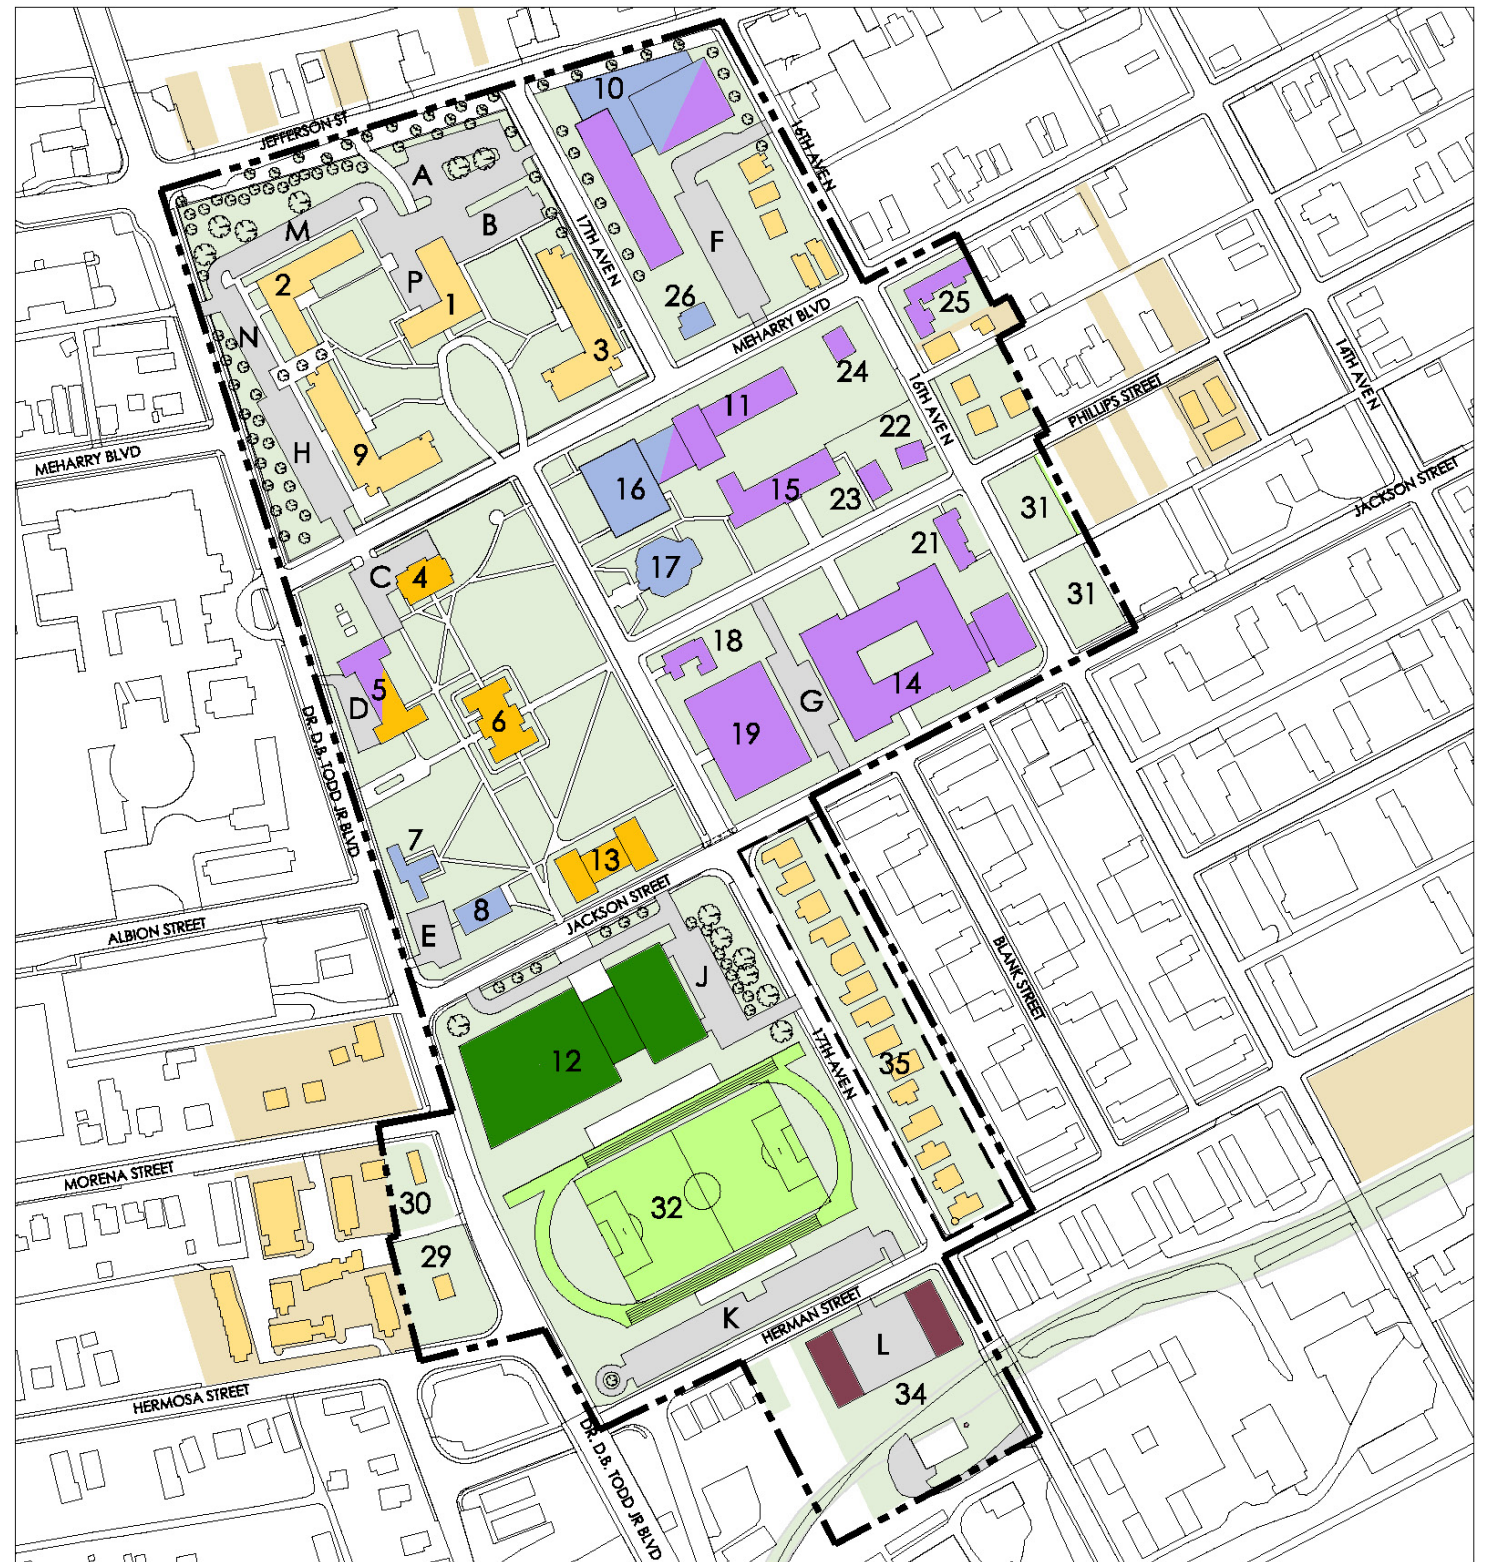 JEFFERSON ST
10
16TH AVE N
A
B
M
17TH AVE N
F
2
P
1
26
25
N
3
MEHARRY BLVD
24
14TH AVE N
16TH AVE N
PHILLIPS STREET
11
22
H
9
MEHARRY BLVD
16
15
23
JACKSON STREET
31
21
17
C
4
31
18
5
D
6
14
G
19
DR. D.B. TODD JR BLVD
7
13
8
JACKSON STREET
E
ALBION STREET
J
BLANK STREET
12
17TH AVE N
35
MORENA STREET
30
32
29
K
HERMAN STREET
L
34
HERMOSA STREET
DR. D.B. TODD JR BLVD